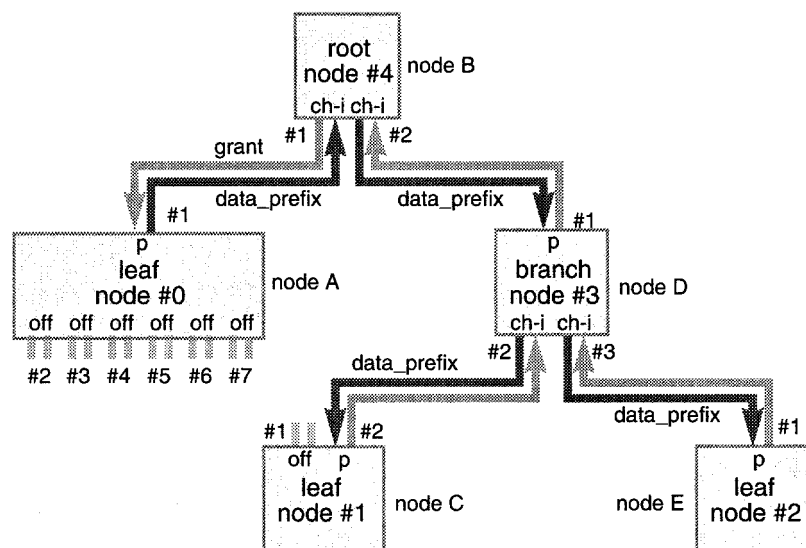 root
node #4
node B
ch-i ch-i
#1
#2
grant
data_prefix
data_prefix
#1
#1
p
leaf
node #0
node A
off off off off off off
#2 #3 #4 #5 #6 #7
p
branch
node #3
node D
ch-i ch-i
#2
#3
data_prefix
data_prefix
#1
#2
off p
leaf
node #1
node C
#1
p
leaf
node #2
node E